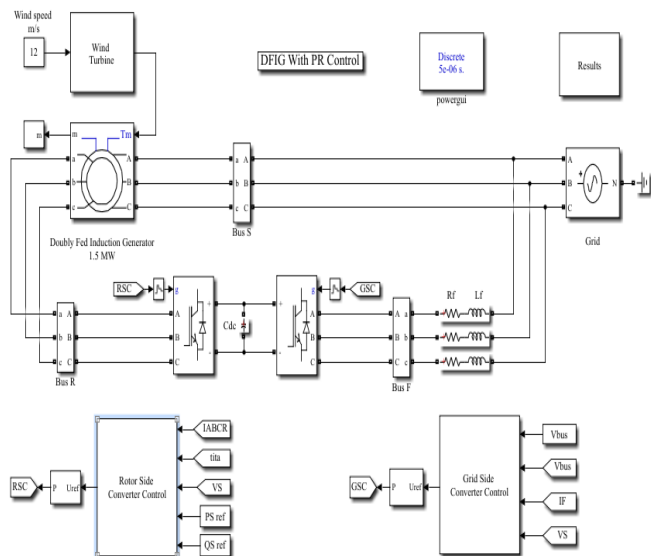 Wind speed
m/s
12
Wind
Turbine
DFIG With PR Control
Discrete
5e-06 s.
powergui
Results
m
m
Tm
a
A
b
B
c
C
Doubly Fed Induction Generator
1.5 MW
a
A
b
B
c
C
Bus S
A
B
C
N
Grid
RSC
g
A
B
C
+
-
Cdc
GSC
g
+
-
A
B
C
a
A
b
B
c
C
Bus R
A
a
B
b
C
c
Bus F
Rf
Lf
RSC
P
Uref
Rotor Side
Converter Control
IABCR
tita
VS
PS ref
QS ref
GSC
P
Uref
Grid Side
Converter Control
Vbus
Vbus
IF
VS